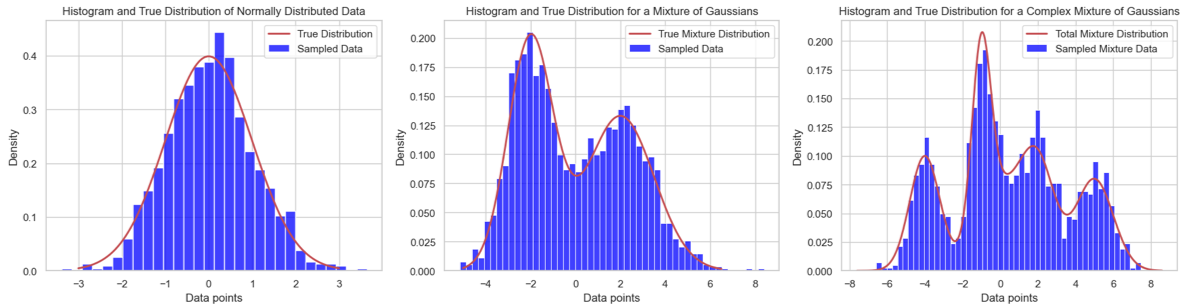 Histogram and True Distribution of Normally Distributed Data
True Distribution
Sampled Data
Density
0.4
0.3
0.2
0.1
0.0
−3 −2 −1 0 1 2 3
Data points
Histogram and True Distribution for a Mixture of Gaussians
True Mixture Distribution
Sampled Data
Density
0.200
0.175
0.150
0.125
0.100
0.075
0.050
0.025
0.000
−4 −2 0 2 4 6 8
Data points
Histogram and True Distribution for a Complex Mixture of Gaussians
Total Mixture Distribution
Sampled Mixture Data
Density
0.200
0.175
0.150
0.125
0.100
0.075
0.050
0.025
0.000
−8 −6 −4 −2 0 2 4 6 8
Data points